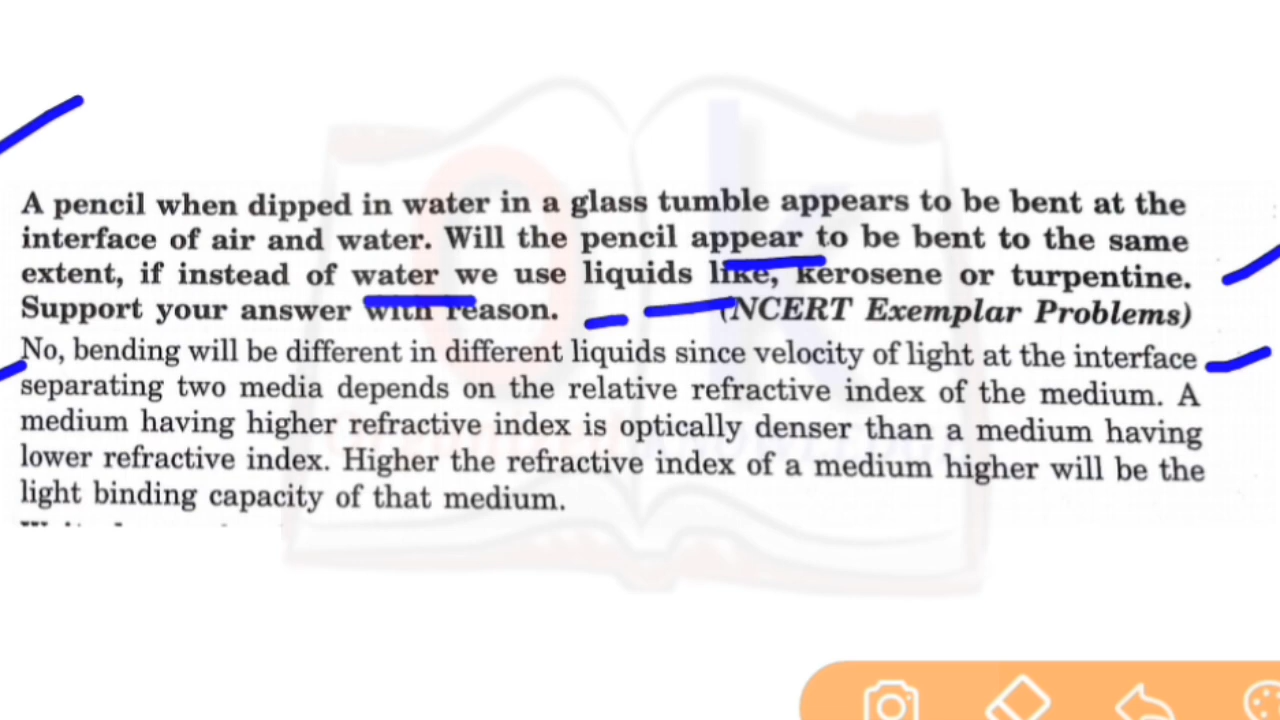 A pencil when dipped in water in a glass tumble appears to be bent at the
interface of air and water. Will the pencil appear to be bent to the same
extent, if instead of water we use liquids like, kerosene or turpentine.
Support your answer with reason. (NCERT Exemplar Problems)
No, bending will be different in different liquids since velocity of light at the interface
separating two media depends on the relative refractive index of the medium. A
medium having higher refractive index is optically denser than a medium having
lower refractive index. Higher the refractive index of a medium higher will be the
light binding capacity of that medium.